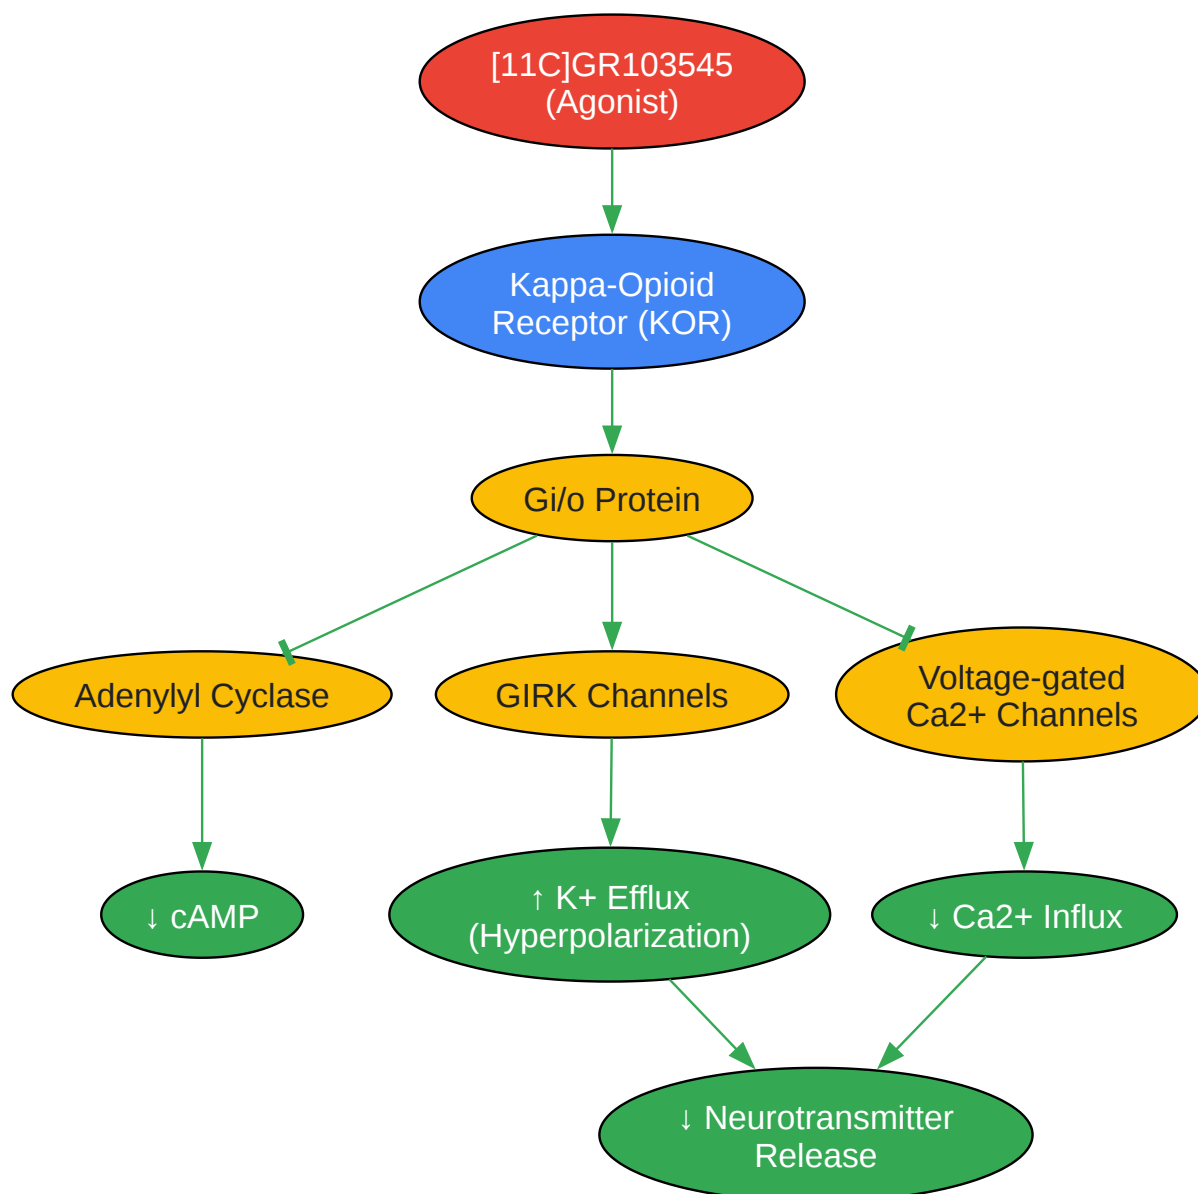 [11C]GR103545
(Agonist)
Kappa-Opioid
Receptor (KOR)
Gi/o Protein
Adenylyl Cyclase
GIRK Channels
Voltage-gated
Ca2+ Channels
↓ cAMP
↑ K+ Efflux
(Hyperpolarization)
↓ Ca2+ Influx
↓ Neurotransmitter
Release